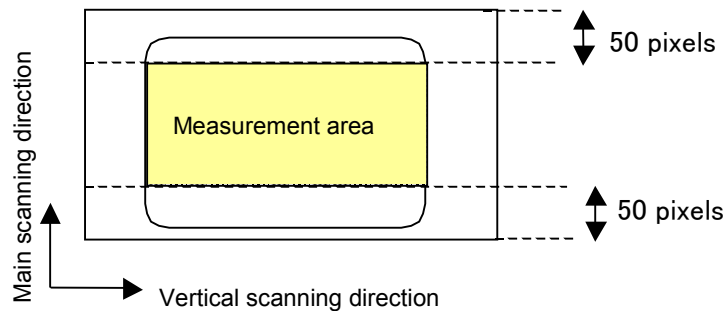 50 pixels
Measurement area
50 pixels
Main scanning direction
Vertical scanning direction